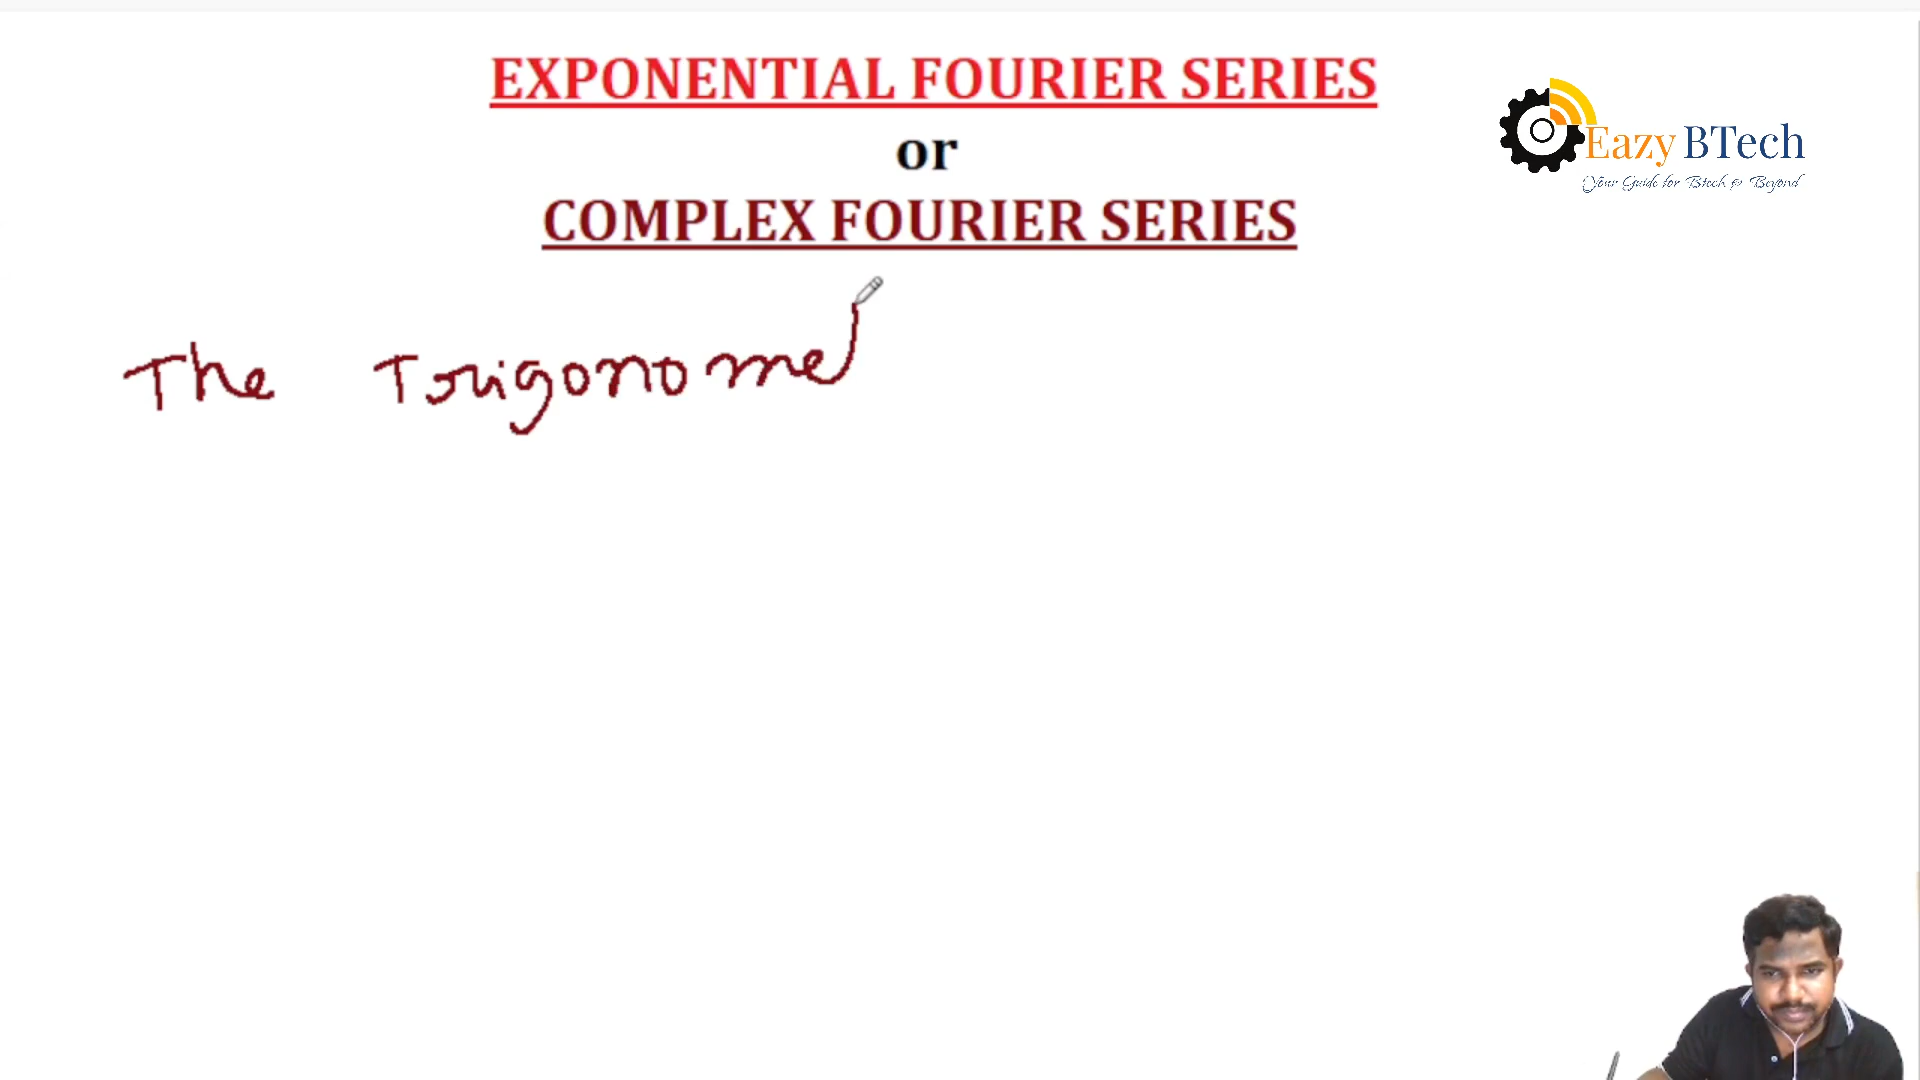 EXPONENTIAL FOURIER SERIES
or
COMPLEX FOURIER SERIES
Eazy BTech
Your Guide for Btech & Beyond
The Trigonome